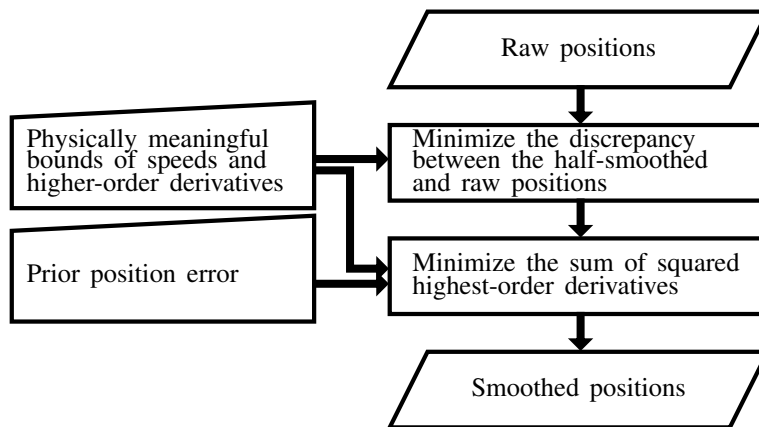 Raw positions
Physically meaningful
bounds of speeds and
higher-order derivatives
Minimize the discrepancy
between the half-smoothed
and raw positions
Prior position error
Minimize the sum of squared
highest-order derivatives
Smoothed positions